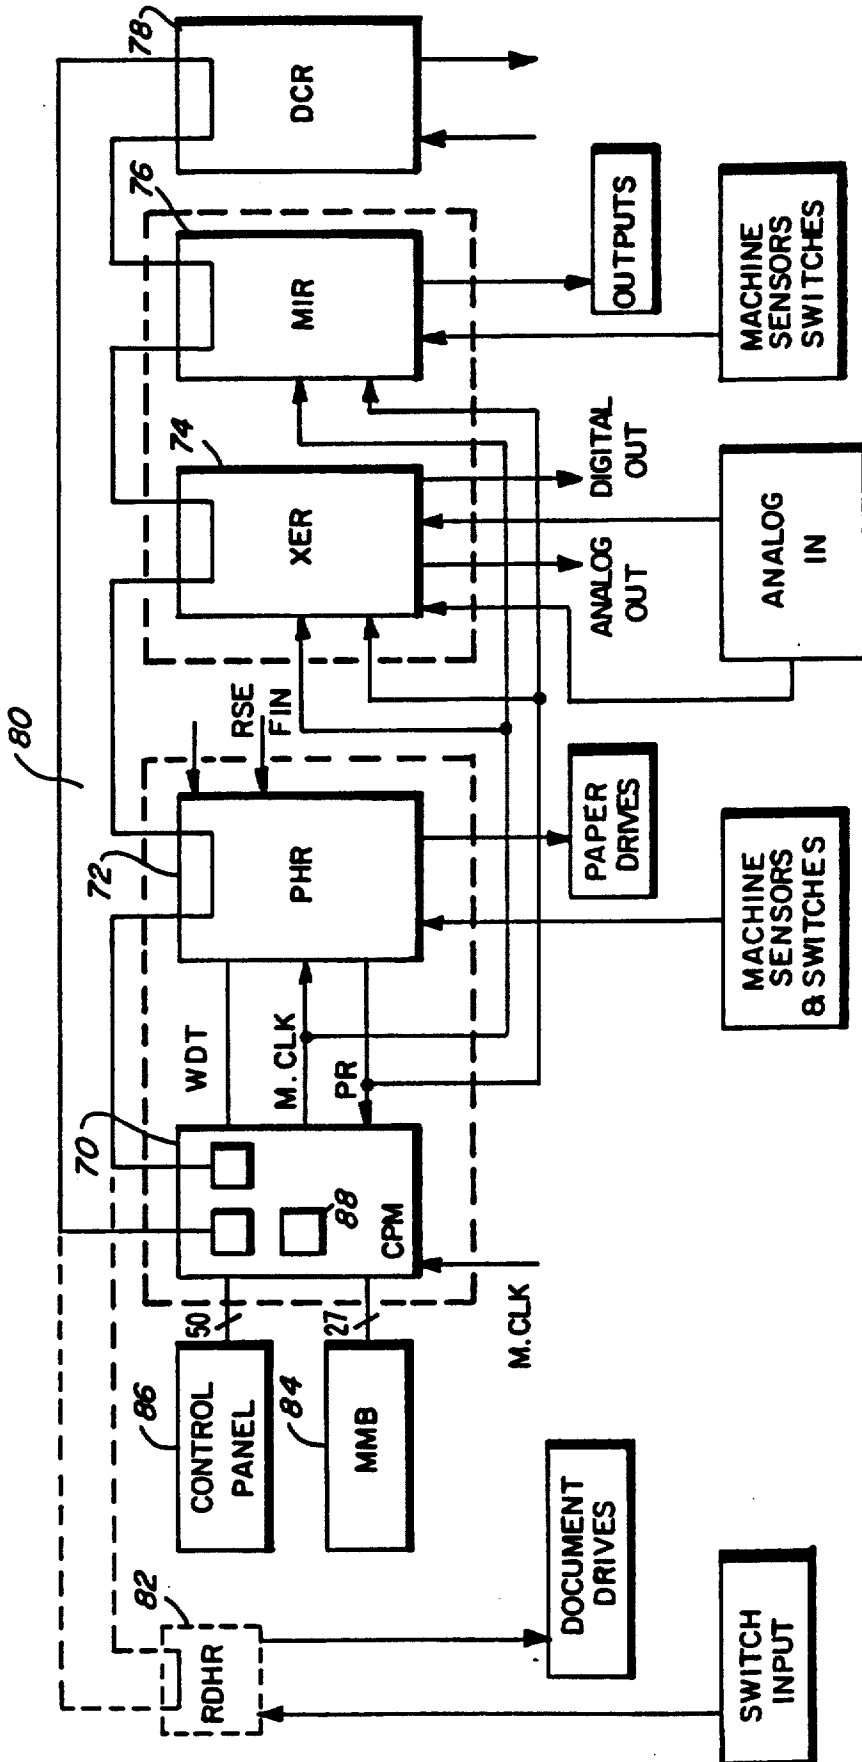 80
82
RDHR
DOCUMENT
DRIVES
SWITCH
INPUT
86
CONTROL
PANEL
50
84
MMB
27
M.CLK
70
88
CPM
WDT
M.CLK
PR
72
PHR
RSE
FIN
PAPER
DRIVES
MACHINE
SENSORS
& SWITCHES
74
XER
ANALOG
OUT
DIGITAL
OUT
ANALOG
IN
76
MIR
OUTPUTS
MACHINE
SENSORS
SWITCHES
78
DCR